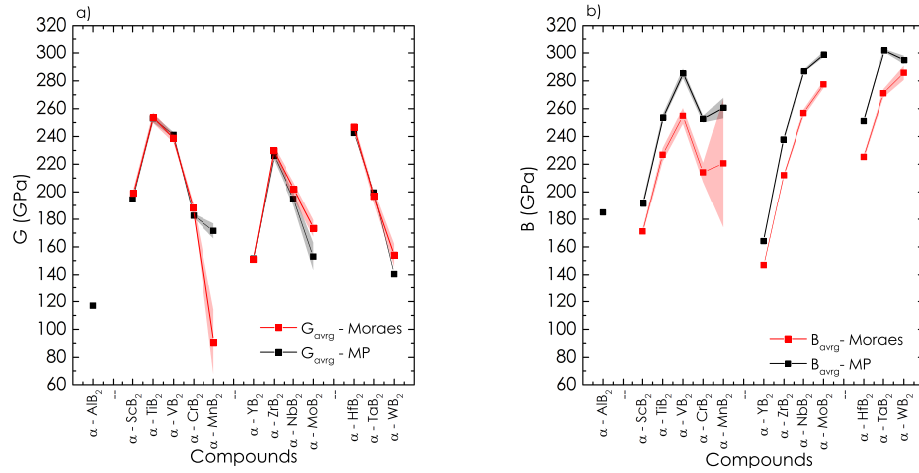 a)
320
300
280
260
240
220
200
180
160
140
120
100
80
60
G (GPa)
G_avrg - Moraes
G_avrg - MP
α - AlB₂
--
α - ScB₂
α - TiB₂
α - VB₂
α - CrB₂
α - MnB₂
--
α - YB₂
α - ZrB₂
α - NbB₂
α - MoB₂
--
α - HfB₂
α - TaB₂
α - WB₂
Compounds
b)
320
300
280
260
240
220
200
180
160
140
120
100
80
60
B (GPa)
B_avrg - Moraes
B_avrg - MP
α - AlB₂
--
α - ScB₂
α - TiB₂
α - VB₂
α - CrB₂
α - MnB₂
--
α - YB₂
α - ZrB₂
α - NbB₂
α - MoB₂
--
α - HfB₂
α - TaB₂
α - WB₂
Compounds